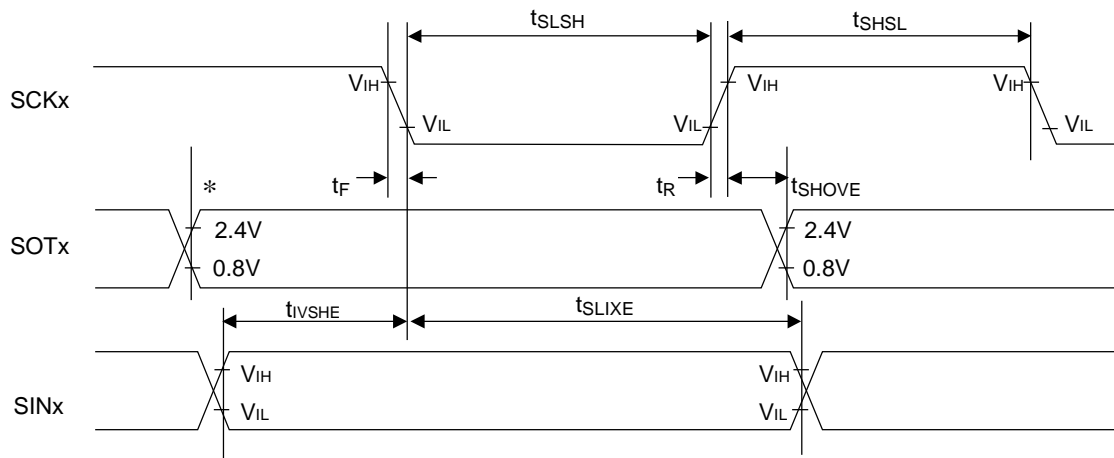 tSLSH
tSHSL
SCKx
VIH
VIL
VIL
VIH
VIH
VIL
tF
tR
tSHOVE
*
SOTx
2.4V
0.8V
2.4V
0.8V
tIVSHE
tSLIXE
SINx
VIH
VIL
VIH
VIL